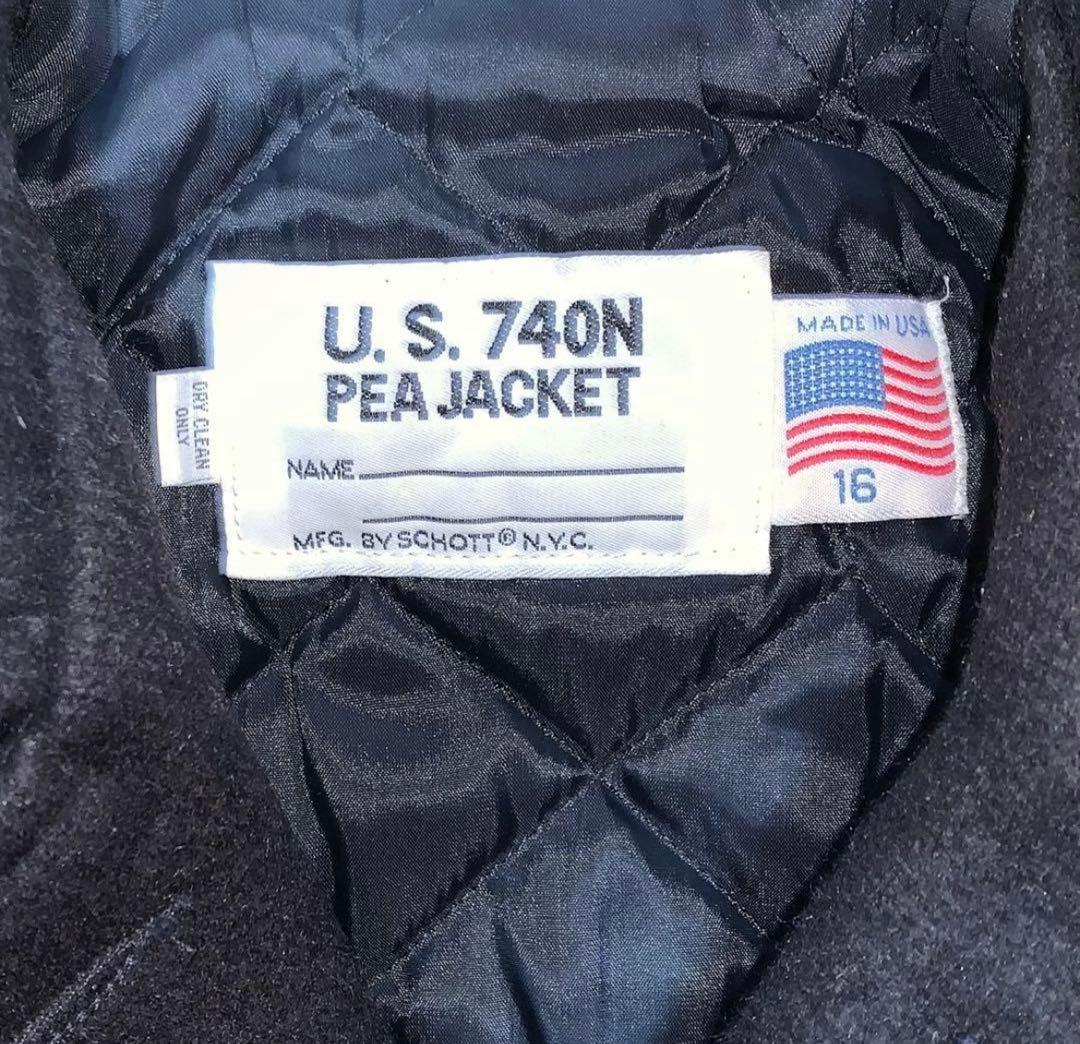 U. S. 740N
PEA JACKET
NAME
MFG. BY SCHOTT® N.Y.C.
DRY CLEAN
ONLY
MADE IN USA
16